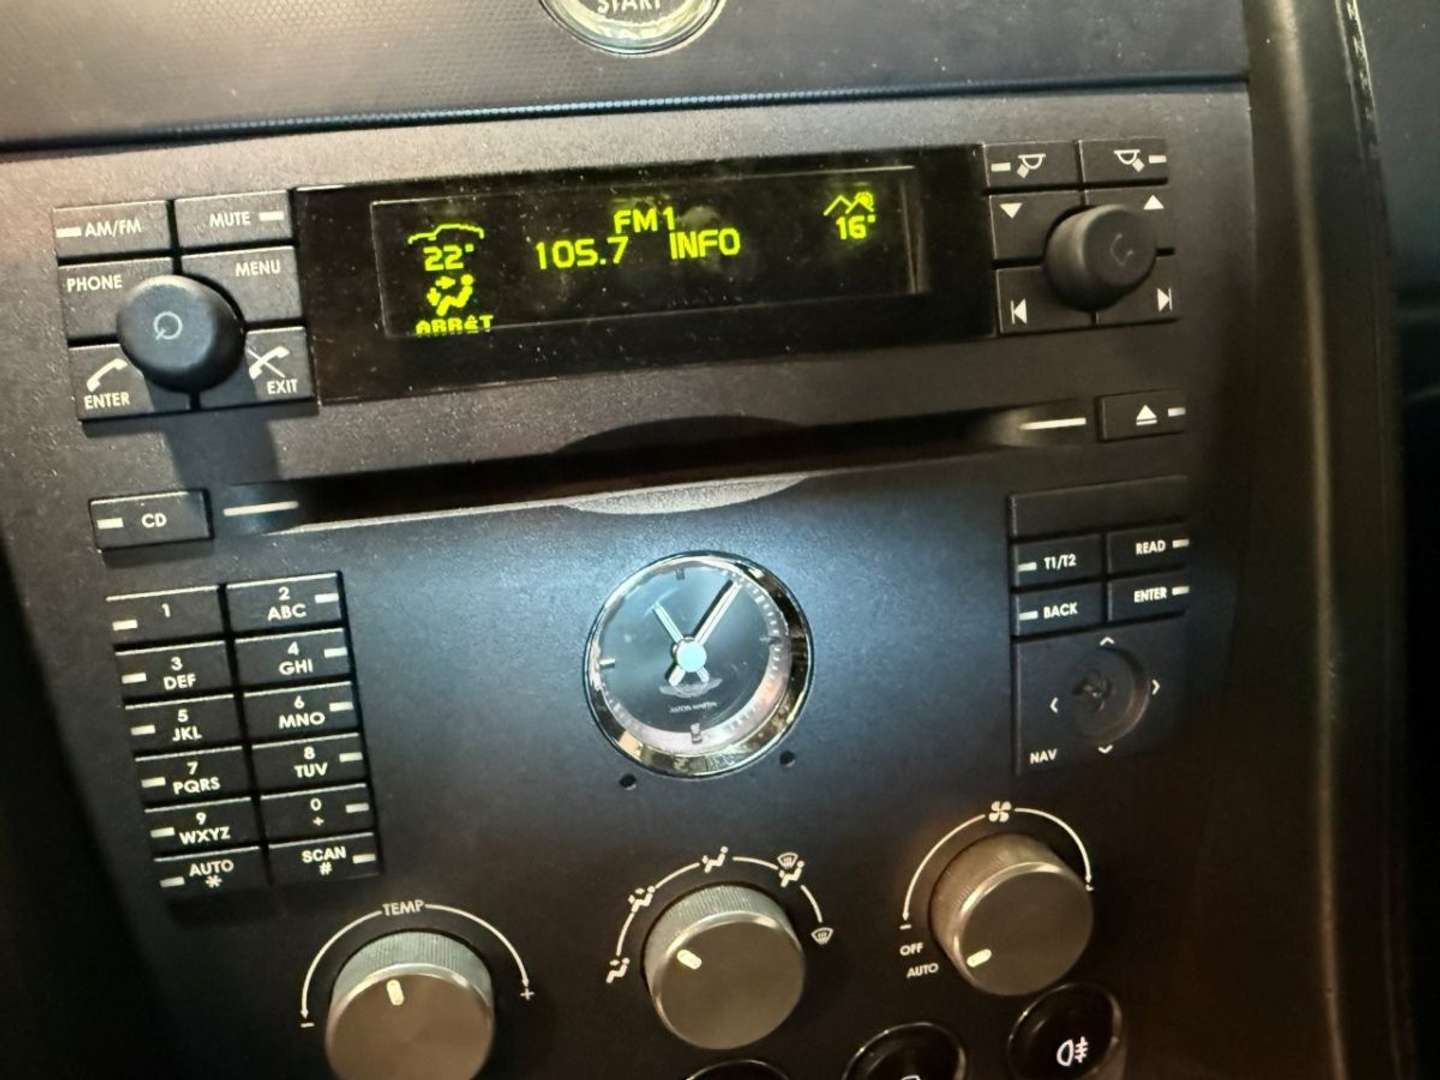 START
AM/FM
MUTE
PHONE
MENU
ENTER
EXIT
FM1
105.7 INFO
22°
ARRÊT
16°
CD
1
2
ABC
3
DEF
4
GHI
5
JKL
6
MNO
7
PQRS
8
TUV
9
WXYZ
0
+
AUTO
*
SCAN
#
ASTON MARTIN
T1/T2
READ
BACK
ENTER
NAV
TEMP
-
+
-
OFF
AUTO